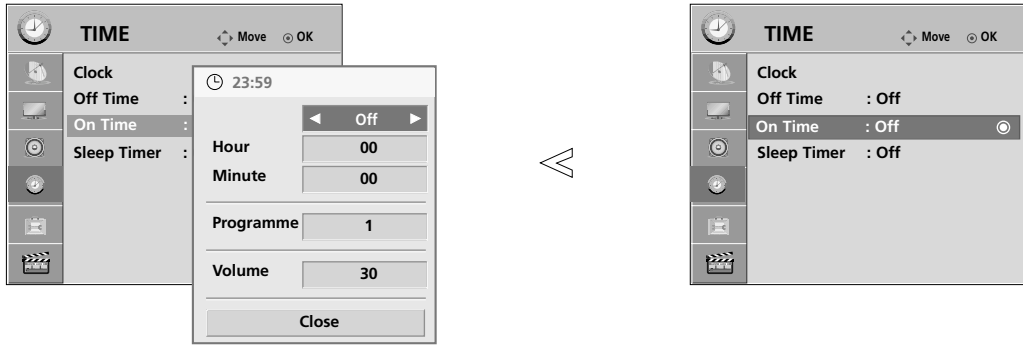 TIME Move OK
Clock
Off Time :
On Time :
Sleep Timer :
23:59
◄ Off ►
Hour 00
Minute 00
Programme 1
Volume 30
Close
TIME Move OK
Clock
Off Time : Off
On Time : Off
Sleep Timer : Off